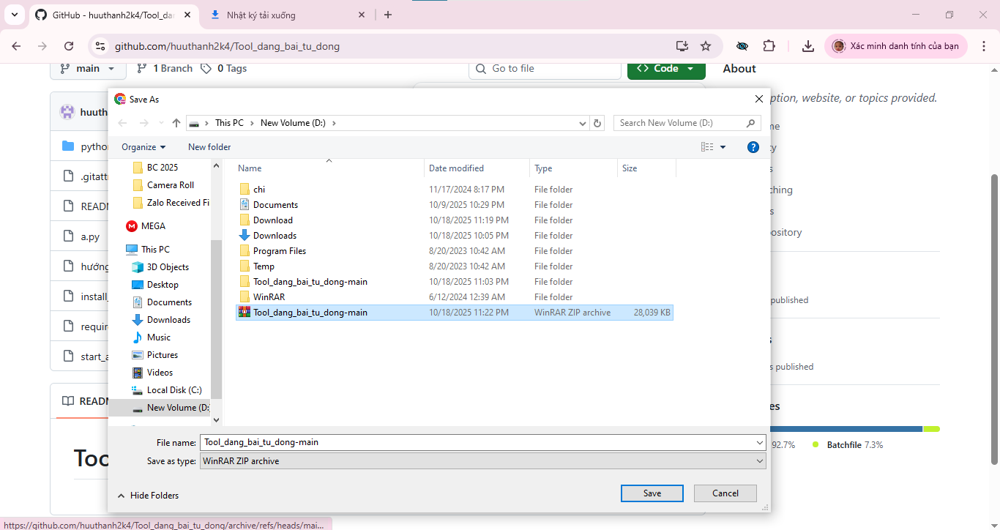 GitHub - huuthanh2k4/Tool_dan
Nhật ký tải xuống
github.com/huuthanh2k4/Tool_dang_bai_tu_dong
Xác minh danh tính của bạn
main
1 Branch
0 Tags
Go to file
Code
About
Save As
ption, website, or topics provided.
This PC
New Volume (D:)
Search New Volume (D:)
Organize
New folder
Name
Date modified
Type
Size
BC 2025
Camera Roll
Zalo Received Fi
MEGA
This PC
3D Objects
Desktop
Documents
Downloads
Music
Pictures
Videos
Local Disk (C:)
New Volume (D:
chi 11/17/2024 8:17 PM File folder
Documents 10/9/2025 10:29 PM File folder
Download 10/18/2025 11:19 PM File folder
Downloads 10/18/2025 10:05 PM File folder
Program Files 8/20/2023 10:42 AM File folder
Temp 8/20/2023 10:42 AM File folder
Tool_dang_bai_tu_dong-main 10/18/2025 11:03 PM File folder
WinRAR 6/12/2024 12:39 AM File folder
Tool_dang_bai_tu_dong-main 10/18/2025 11:22 PM WinRAR ZIP archive 28,039 KB
huuth
pytho
.gitatt
READM
a.py
hướng
install_
require
start_a
READM
Too
me
ty
s
ching
s
ository
published
s
s published
es
92.7%
Batchfile 7.3%
File name: Tool_dang_bai_tu_dong-main
Save as type: WinRAR ZIP archive
Hide Folders
Save
Cancel
https://github.com/huuthanh2k4/Tool_dang_bai_tu_dong/archive/refs/heads/mai...